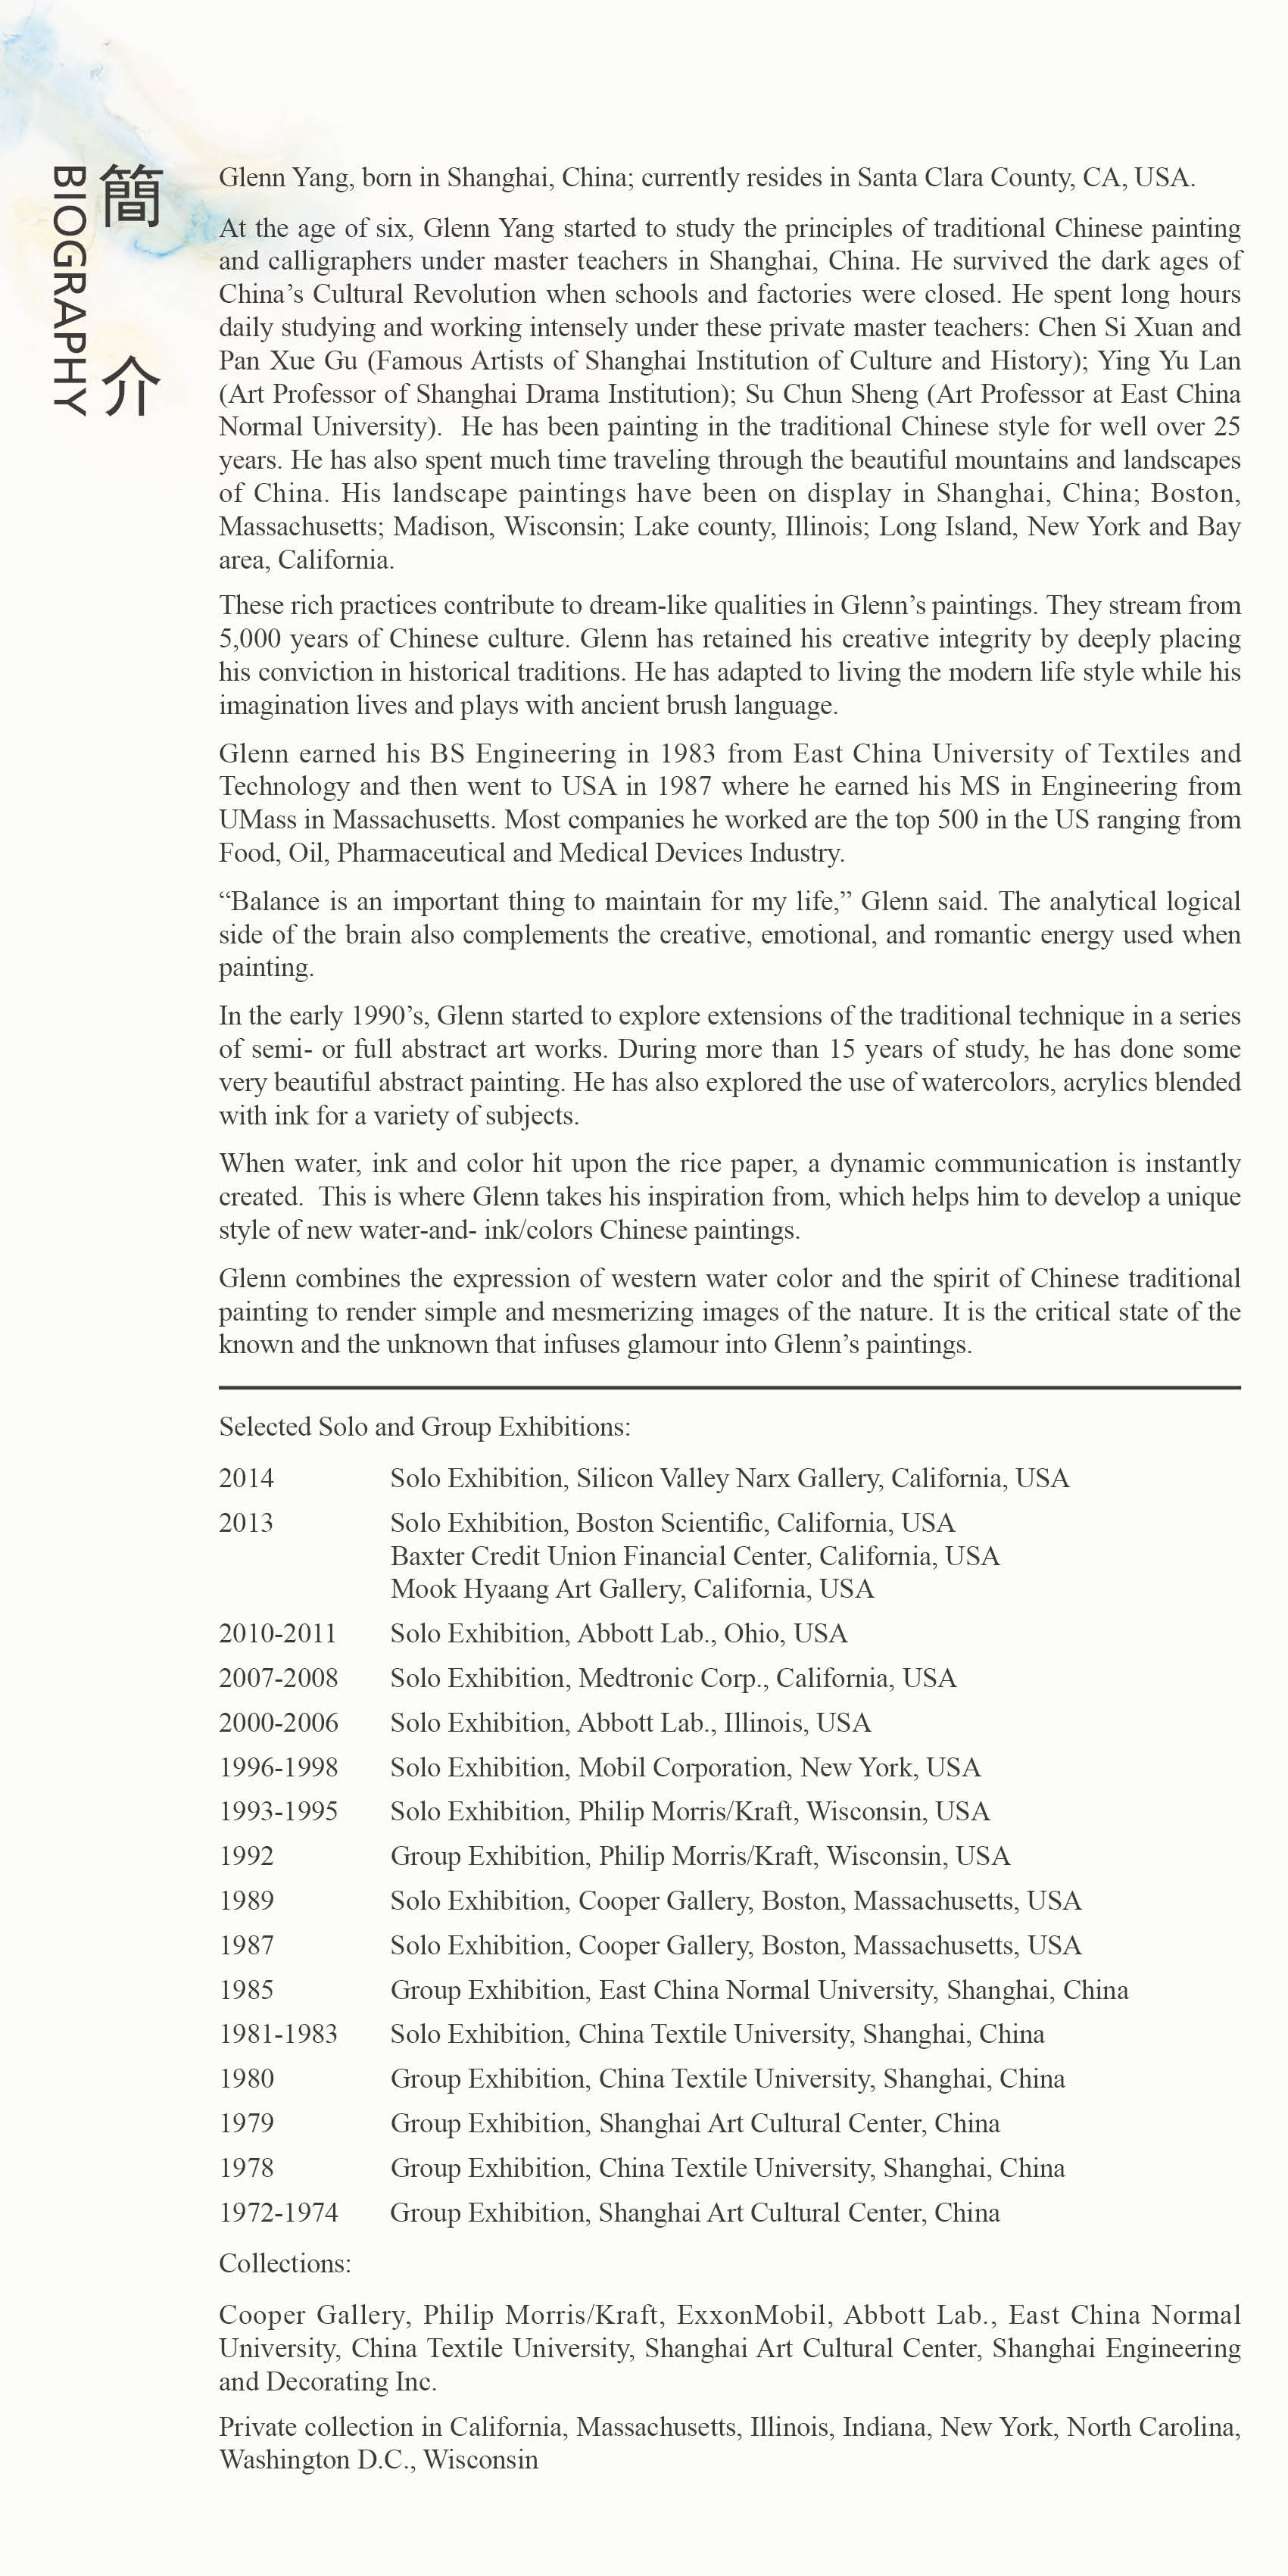 簡介
BIOGRAPHY
Glenn Yang, born in Shanghai, China; currently resides in Santa Clara County, CA, USA.
At the age of six, Glenn Yang started to study the principles of traditional Chinese painting
and calligraphers under master teachers in Shanghai, China. He survived the dark ages of
China’s Cultural Revolution when schools and factories were closed. He spent long hours
daily studying and working intensely under these private master teachers: Chen Si Xuan and
Pan Xue Gu (Famous Artists of Shanghai Institution of Culture and History); Ying Yu Lan
(Art Professor of Shanghai Drama Institution); Su Chun Sheng (Art Professor at East China
Normal University).  He has been painting in the traditional Chinese style for well over 25
years. He has also spent much time traveling through the beautiful mountains and landscapes
of China. His landscape paintings have been on display in Shanghai, China; Boston,
Massachusetts; Madison, Wisconsin; Lake county, Illinois; Long Island, New York and Bay
area, California.
These rich practices contribute to dream-like qualities in Glenn’s paintings. They stream from
5,000 years of Chinese culture. Glenn has retained his creative integrity by deeply placing
his conviction in historical traditions. He has adapted to living the modern life style while his
imagination lives and plays with ancient brush language.
Glenn earned his BS Engineering in 1983 from East China University of Textiles and
Technology and then went to USA in 1987 where he earned his MS in Engineering from
UMass in Massachusetts. Most companies he worked are the top 500 in the US ranging from
Food, Oil, Pharmaceutical and Medical Devices Industry.
“Balance is an important thing to maintain for my life,” Glenn said. The analytical logical
side of the brain also complements the creative, emotional, and romantic energy used when
painting.
In the early 1990’s, Glenn started to explore extensions of the traditional technique in a series
of semi- or full abstract art works. During more than 15 years of study, he has done some
very beautiful abstract painting. He has also explored the use of watercolors, acrylics blended
with ink for a variety of subjects.
When water, ink and color hit upon the rice paper, a dynamic communication is instantly
created.  This is where Glenn takes his inspiration from, which helps him to develop a unique
style of new water-and- ink/colors Chinese paintings.
Glenn combines the expression of western water color and the spirit of Chinese traditional
painting to render simple and mesmerizing images of the nature. It is the critical state of the
known and the unknown that infuses glamour into Glenn’s paintings.
Selected Solo and Group Exhibitions:
2014 Solo Exhibition, Silicon Valley Narx Gallery, California, USA
2013 Solo Exhibition, Boston Scientific, California, USA
Baxter Credit Union Financial Center, California, USA
Mook Hyaang Art Gallery, California, USA
2010-2011 Solo Exhibition, Abbott Lab., Ohio, USA
2007-2008 Solo Exhibition, Medtronic Corp., California, USA
2000-2006 Solo Exhibition, Abbott Lab., Illinois, USA
1996-1998 Solo Exhibition, Mobil Corporation, New York, USA
1993-1995 Solo Exhibition, Philip Morris/Kraft, Wisconsin, USA
1992 Group Exhibition, Philip Morris/Kraft, Wisconsin, USA
1989 Solo Exhibition, Cooper Gallery, Boston, Massachusetts, USA
1987 Solo Exhibition, Cooper Gallery, Boston, Massachusetts, USA
1985 Group Exhibition, East China Normal University, Shanghai, China
1981-1983 Solo Exhibition, China Textile University, Shanghai, China
1980 Group Exhibition, China Textile University, Shanghai, China
1979 Group Exhibition, Shanghai Art Cultural Center, China
1978 Group Exhibition, China Textile University, Shanghai, China
1972-1974 Group Exhibition, Shanghai Art Cultural Center, China
Collections:
Cooper Gallery, Philip Morris/Kraft, ExxonMobil, Abbott Lab., East China Normal
University, China Textile University, Shanghai Art Cultural Center, Shanghai Engineering
and Decorating Inc.
Private collection in California, Massachusetts, Illinois, Indiana, New York, North Carolina,
Washington D.C., Wisconsin